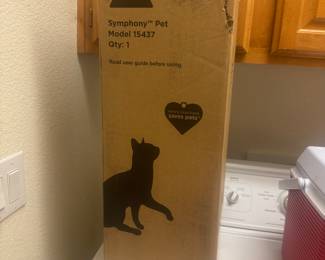 Symphony™ Pet
Model 15437
Qty: 1
Read user guide before using
saves pets